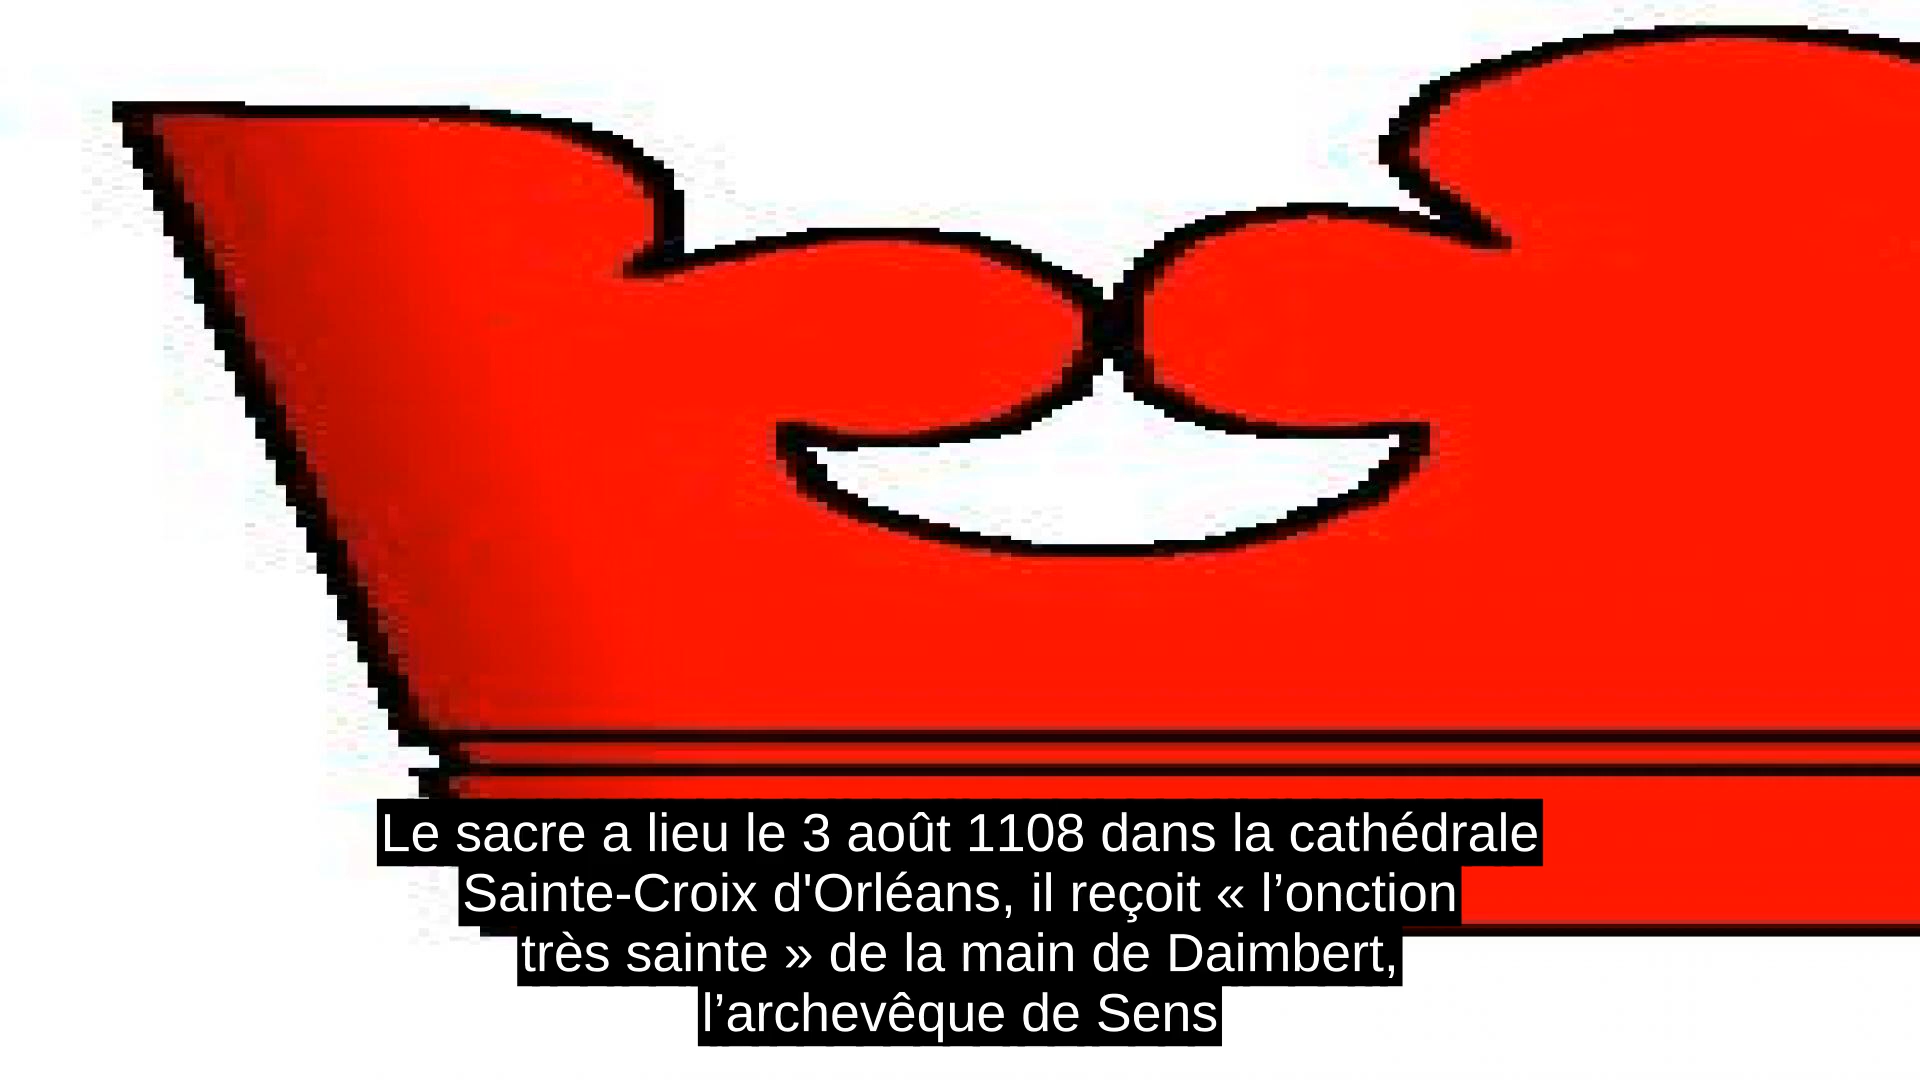 Le sacre a lieu le 3 août 1108 dans la cathédrale
Sainte-Croix d'Orléans, il reçoit « l’onction
très sainte » de la main de Daimbert,
l’archevêque de Sens